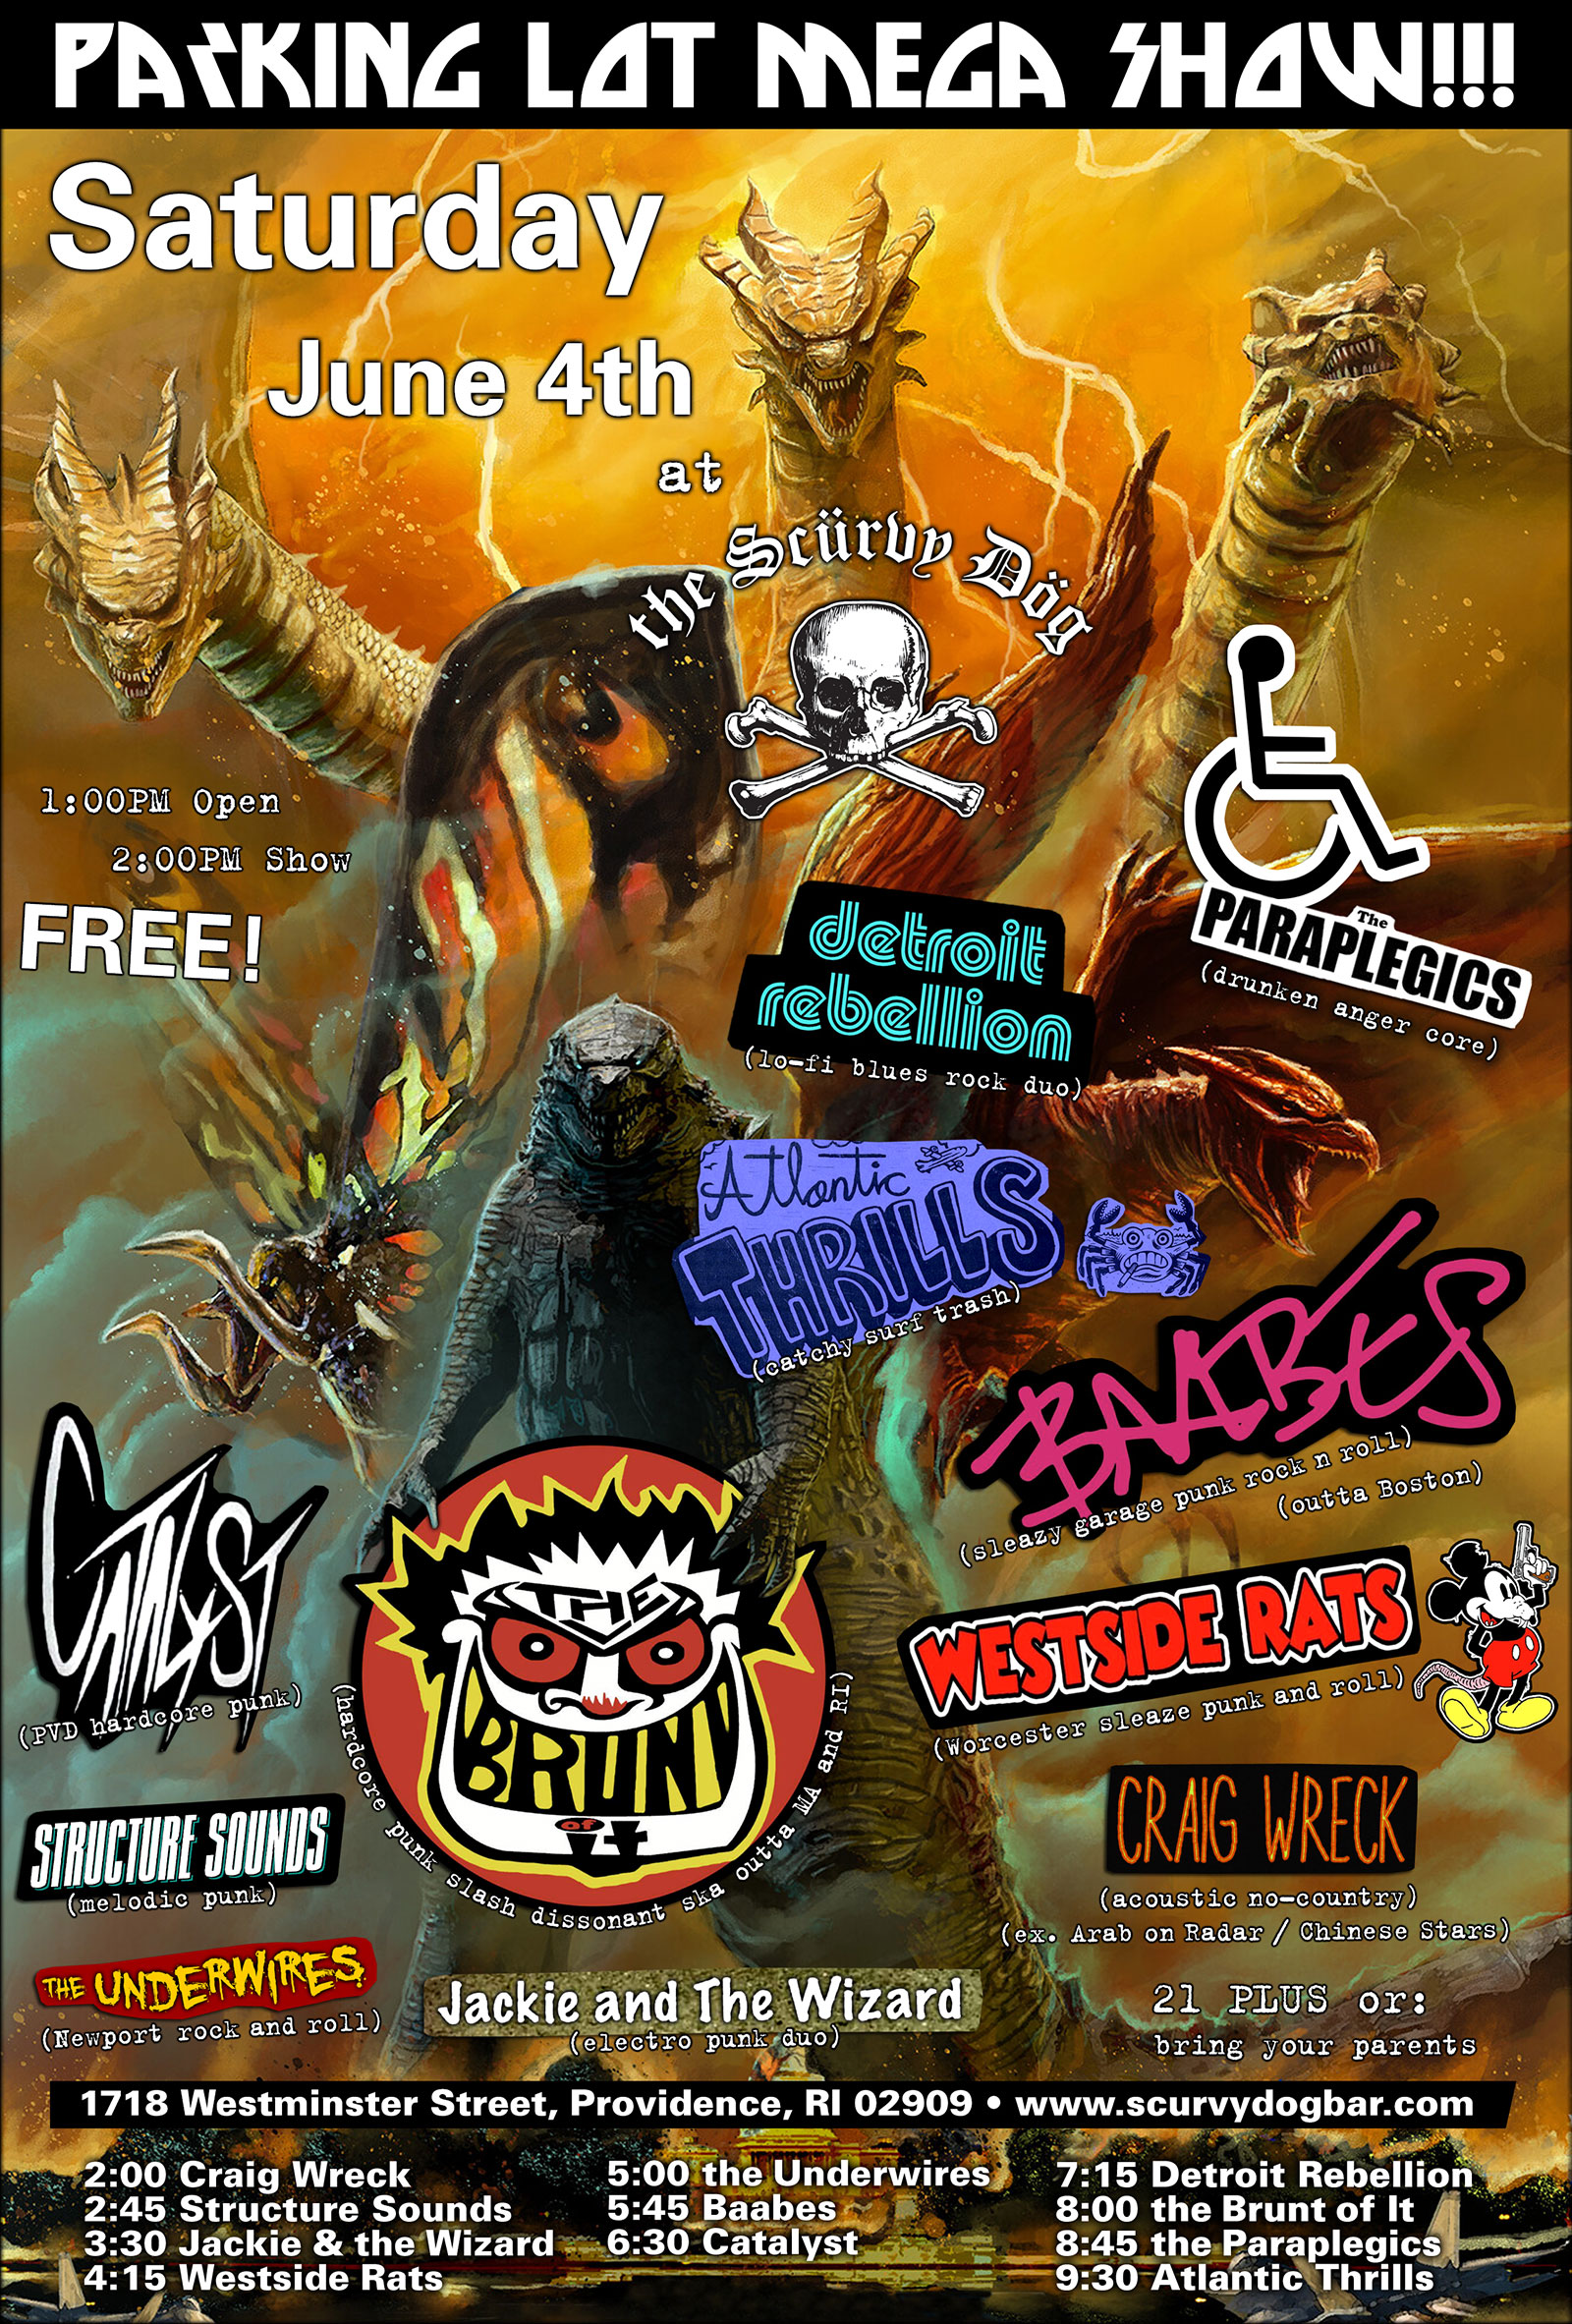 PARKING LOT MEGA SHOW!!!
Saturday
June 4th
at
the Scürvy Dög
1:00PM Open
2:00PM Show
FREE!
The
PARAPLEGICS
(drunken anger core)
detroit
rebellion
(lo-fi blues rock duo)
Atlantic
THRILLS
(catchy surf trash)
BAABES
(sleazy garage punk rock n roll)
(outta Boston)
CATALYST
(PVD hardcore punk)
THE
BRUNT
of IT
(hardcore punk slash dissonant ska outta MA and RI)
WESTSIDE RATS
(Worcester sleaze punk and roll)
STRUCTURE SOUNDS
(melodic punk)
CRAIG WRECK
(acoustic no-country)
(ex. Arab on Radar / Chinese Stars)
THE UNDERWIRES
(Newport rock and roll)
Jackie and The Wizard
(electro punk duo)
21 PLUS or:
bring your parents
1718 Westminster Street, Providence, RI 02909 • www.scurvydogbar.com
2:00 Craig Wreck
2:45 Structure Sounds
3:30 Jackie & the Wizard
4:15 Westside Rats
5:00 the Underwires
5:45 Baabes
6:30 Catalyst
7:15 Detroit Rebellion
8:00 the Brunt of It
8:45 the Paraplegics
9:30 Atlantic Thrills